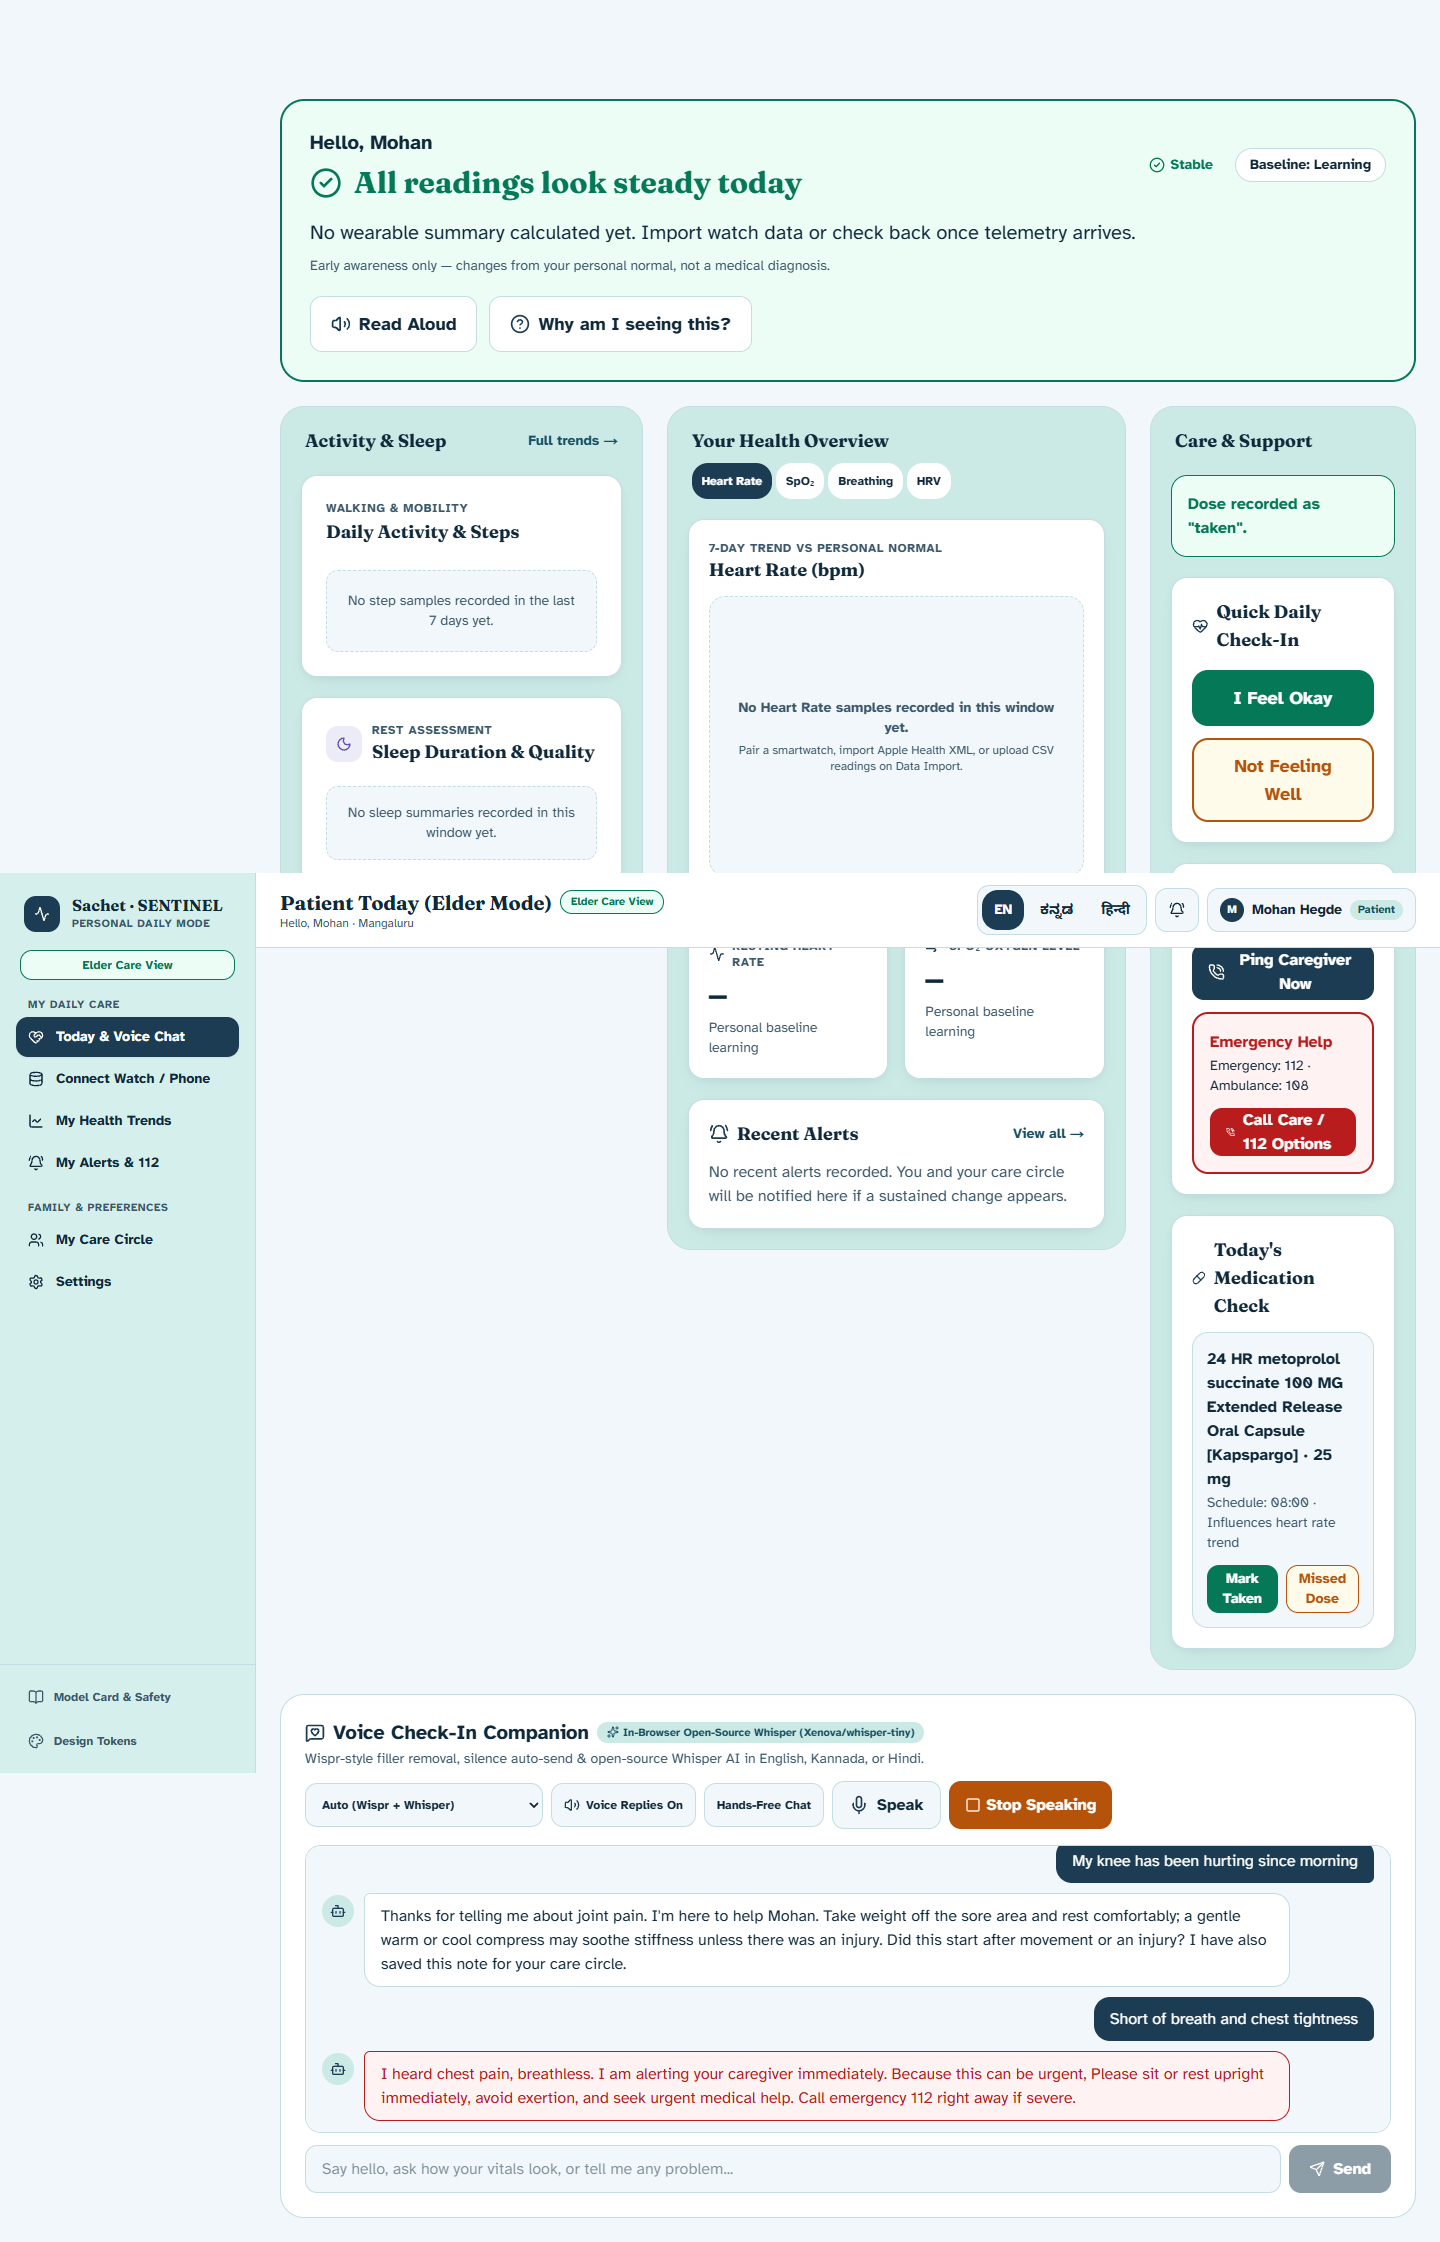 Hello, Mohan
All readings look steady today
Stable
Baseline: Learning
No wearable summary calculated yet. Import watch data or check back once telemetry arrives.
Early awareness only — changes from your personal normal, not a medical diagnosis.
Read Aloud
Why am I seeing this?
Activity & Sleep
Full trends →
WALKING & MOBILITY
Daily Activity & Steps
No step samples recorded in the last
7 days yet.
REST ASSESSMENT
Sleep Duration & Quality
No sleep summaries recorded in this
window yet.
Your Health Overview
Heart Rate
SpO₂
Breathing
HRV
7-DAY TREND VS PERSONAL NORMAL
Heart Rate (bpm)
No Heart Rate samples recorded in this window
yet.
Pair a smartwatch, import Apple Health XML, or upload CSV
readings on Data Import.
Care & Support
Dose recorded as
"taken".
Quick Daily
Check-In
I Feel Okay
Not Feeling
Well
Sachet · SENTINEL
PERSONAL DAILY MODE
Elder Care View
MY DAILY CARE
Today & Voice Chat
Connect Watch / Phone
My Health Trends
My Alerts & 112
FAMILY & PREFERENCES
My Care Circle
Settings
Model Card & Safety
Design Tokens
Patient Today (Elder Mode)
Elder Care View
Hello, Mohan · Mangaluru
EN
ಕನ್ನಡ
हिन्दी
M
Mohan Hegde
Patient
RESTING HEART
RATE
—
Personal baseline
learning
SPO₂ OXYGEN LEVEL
—
Personal baseline
learning
Recent Alerts
View all →
No recent alerts recorded. You and your care circle
will be notified here if a sustained change appears.
Ping Caregiver
Now
Emergency Help
Emergency: 112 ·
Ambulance: 108
Call Care /
112 Options
Today's
Medication
Check
24 HR metoprolol
succinate 100 MG
Extended Release
Oral Capsule
[Kapspargo] · 25
mg
Schedule: 08:00 ·
Influences heart rate
trend
Mark
Taken
Missed
Dose
Voice Check-In Companion
In-Browser Open-Source Whisper (Xenova/whisper-tiny)
Wispr-style filler removal, silence auto-send & open-source Whisper AI in English, Kannada, or Hindi.
Auto (Wispr + Whisper)
Voice Replies On
Hands-Free Chat
Speak
Stop Speaking
My knee has been hurting since morning
Thanks for telling me about joint pain. I'm here to help Mohan. Take weight off the sore area and rest comfortably; a gentle
warm or cool compress may soothe stiffness unless there was an injury. Did this start after movement or an injury? I have also
saved this note for your care circle.
Short of breath and chest tightness
I heard chest pain, breathless. I am alerting your caregiver immediately. Because this can be urgent, Please sit or rest upright
immediately, avoid exertion, and seek urgent medical help. Call emergency 112 right away if severe.
Say hello, ask how your vitals look, or tell me any problem...
Send